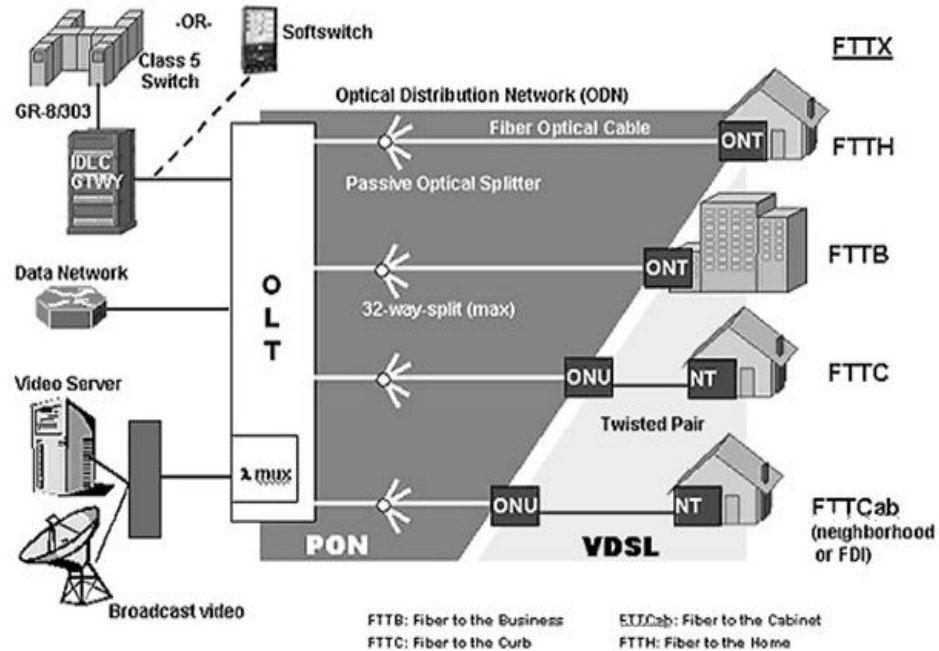 -OR-
Softswitch
Class 5
Switch
GR-8/303
IDLC
GTWY
Data Network
Video Server
Broadcast video
OLT
λ mux
Optical Distribution Network (ODN)
Fiber Optical Cable
Passive Optical Splitter
32-way-split (max)
PON
ONT
ONT
ONU
NT
Twisted Pair
ONU
NT
VDSL
FTTX
FTTH
FTTB
FTTC
FTTCab
(neighborhood
or FDI)
FTTB: Fiber to the Business
FTTCab: Fiber to the Cabinet
FTTC: Fiber to the Curb
FTTH: Fiber to the Home